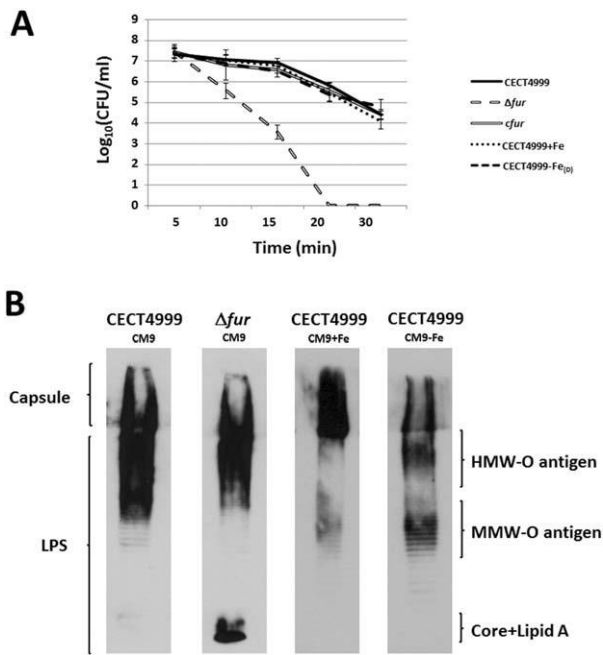 A
9
8
7
6
5
4
3
2
1
0
Log10(CFU/ml)
5 10 15 20 30
Time (min)
CECT4999
Δfur
cfur
CECT4999+Fe
CECT4999-Fe(D)
B
CECT4999 Δfur CECT4999 CECT4999
CM9 CM9 CM9+Fe CM9-Fe
Capsule
HMW-O antigen
LPS
MMW-O antigen
Core+Lipid A